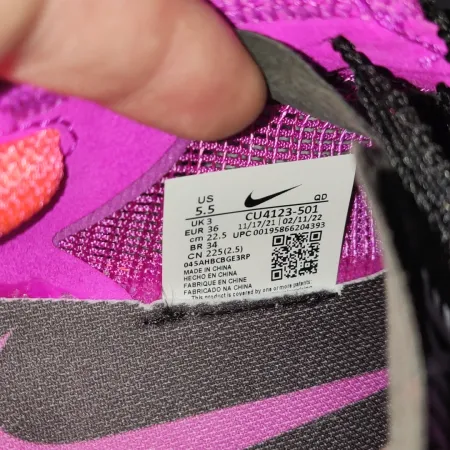 US
5.5
UK 3
EUR 36
cm 22.5
BR 34
CN 225(2.5)
QD
CU4123-501
11/17/21 | 02/11/22
UPC 00195866204393
04SAHBCBGE3RP
MADE IN CHINA
HECHO EN CHINA
FABRIQUE EN CHINE
FABRICADO NA CHINA
This product is covered by one or more patents: